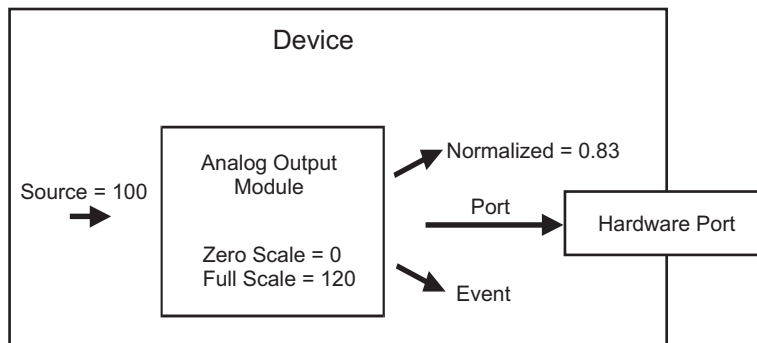 Device
Source = 100
Analog Output
Module
Zero Scale = 0
Full Scale = 120
Normalized = 0.83
Port
Hardware Port
Event